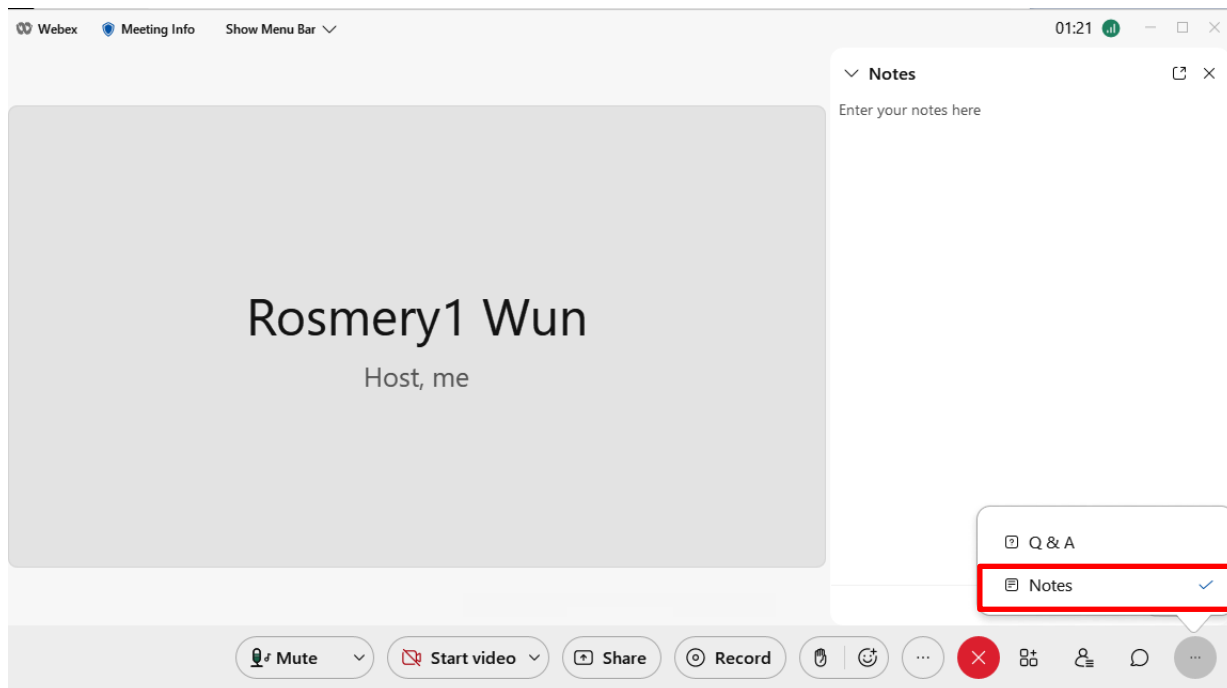 Webex Meeting Info Show Menu Bar 01:21
Notes
Enter your notes here
Rosmery1 Wun
Host, me
Q & A
Notes
Mute Start video Share Record